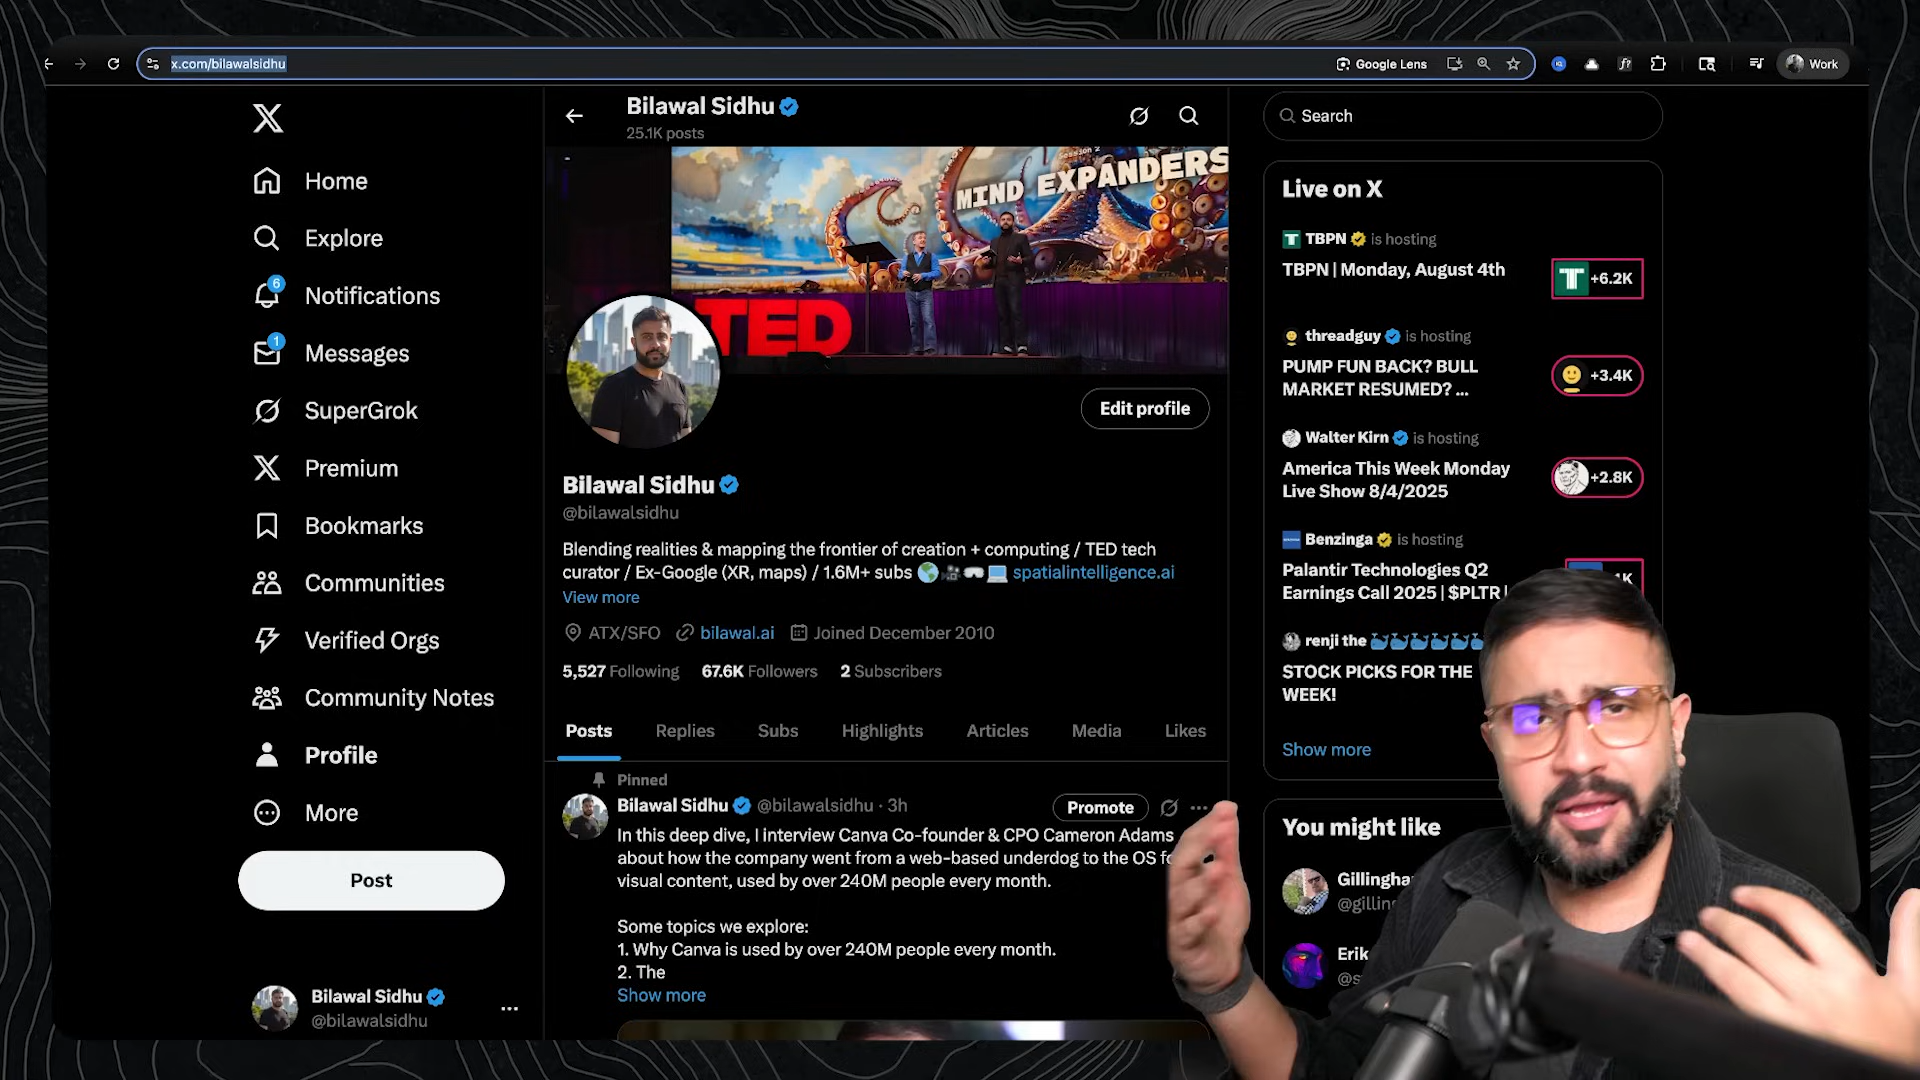 x.com/bilawalsidhu
Google Lens
Work
Bilawal Sidhu
25.1K posts
Search
Home
Explore
6
Notifications
1
Messages
SuperGrok
Premium
Bookmarks
Communities
Verified Orgs
Community Notes
Profile
More
Post
Bilawal Sidhu
@bilawalsidhu
Session 2
MIND EXPANDERS
TED
Edit profile
Bilawal Sidhu
@bilawalsidhu
Blending realities & mapping the frontier of creation + computing / TED tech
curator / Ex-Google (XR, maps) / 1.6M+ subs 🌎🎥🥽💻 spatialintelligence.ai
View more
ATX/SFO bilawal.ai Joined December 2010
5,527 Following 67.6K Followers 2 Subscribers
Posts Replies Subs Highlights Articles Media Likes
Pinned
Bilawal Sidhu @bilawalsidhu · 3h
Promote
In this deep dive, I interview Canva Co-founder & CPO Cameron Adams
about how the company went from a web-based underdog to the OS
visual content, used by over 240M people every month.
Some topics we explore:
1. Why Canva is used by over 240M people every month.
2. The
Show more
Live on X
TBPN is hosting
TBPN | Monday, August 4th
+6.2K
threadguy is hosting
PUMP FUN BACK? BULL
MARKET RESUMED? ...
+3.4K
Walter Kirn is hosting
America This Week Monday
Live Show 8/4/2025
+2.8K
Benzinga is hosting
Palantir Technologies Q2
Earnings Call 2025 | $PLTR |
renji the 🐳🐳🐳🐳🐳🐳
STOCK PICKS FOR THE
WEEK!
Show more
You might like
Erik